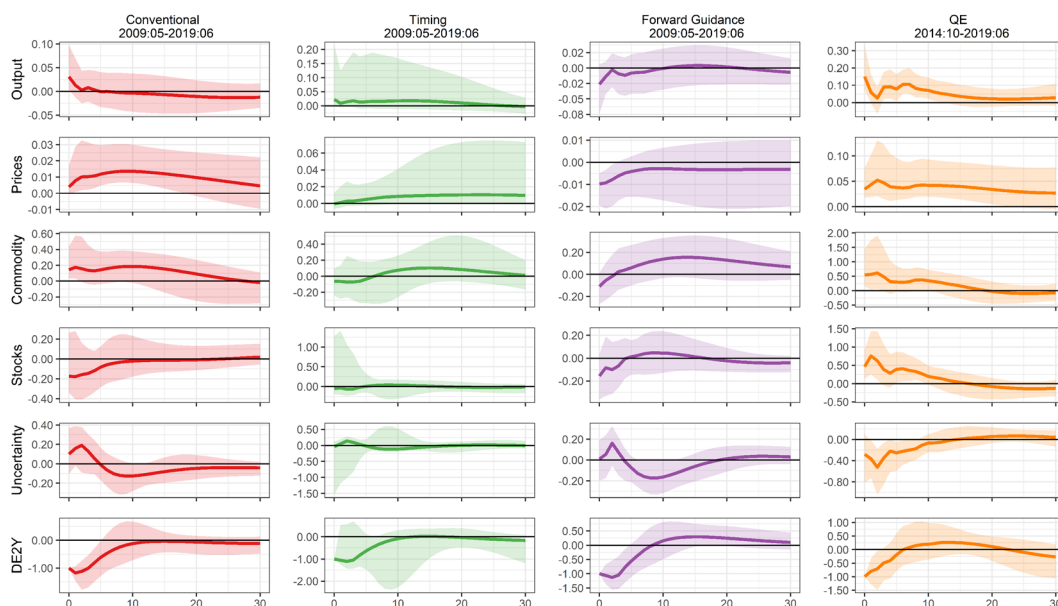 Conventional Timing Forward Guidance QE
2009:05-2019:06 2009:05-2019:06 2009:05-2019:06 2014:10-2019:06
Output
0.10 0.20 0.02 0.30
0.05 0.15 0.00 0.20
0.00 0.10 -0.02 0.10
-0.05 0.05 -0.05 0.00
0.00 -0.08
Prices
0.03 0.06 0.01 0.10
0.02 0.04 0.00 0.05
0.01 0.02 -0.01 0.00
0.00 0.00 -0.02
-0.01
Commodity
0.60 0.40 0.20 2.00
0.40 0.20 0.00 1.50
0.20 0.00 -0.20 1.00
0.00 -0.20 0.50
-0.20 0.00
-0.50
Stocks
0.20 1.00 0.20 1.50
0.00 0.50 0.00 1.00
-0.20 0.00 -0.20 0.50
-0.40 0.00
-0.50
Uncertainty
0.40 0.50 0.20 0.00
0.20 0.00 0.00 -0.40
0.00 -0.50 -0.20 -0.80
-0.20 -1.00
-1.50
DE2Y
0.00 0.00 0.50 1.00
-1.00 -1.00 0.00 0.50
-2.00 -0.50 0.00
-1.00 -0.50
-1.50 -1.00
-1.50
0 10 20 30 0 10 20 30 0 10 20 30 0 10 20 30